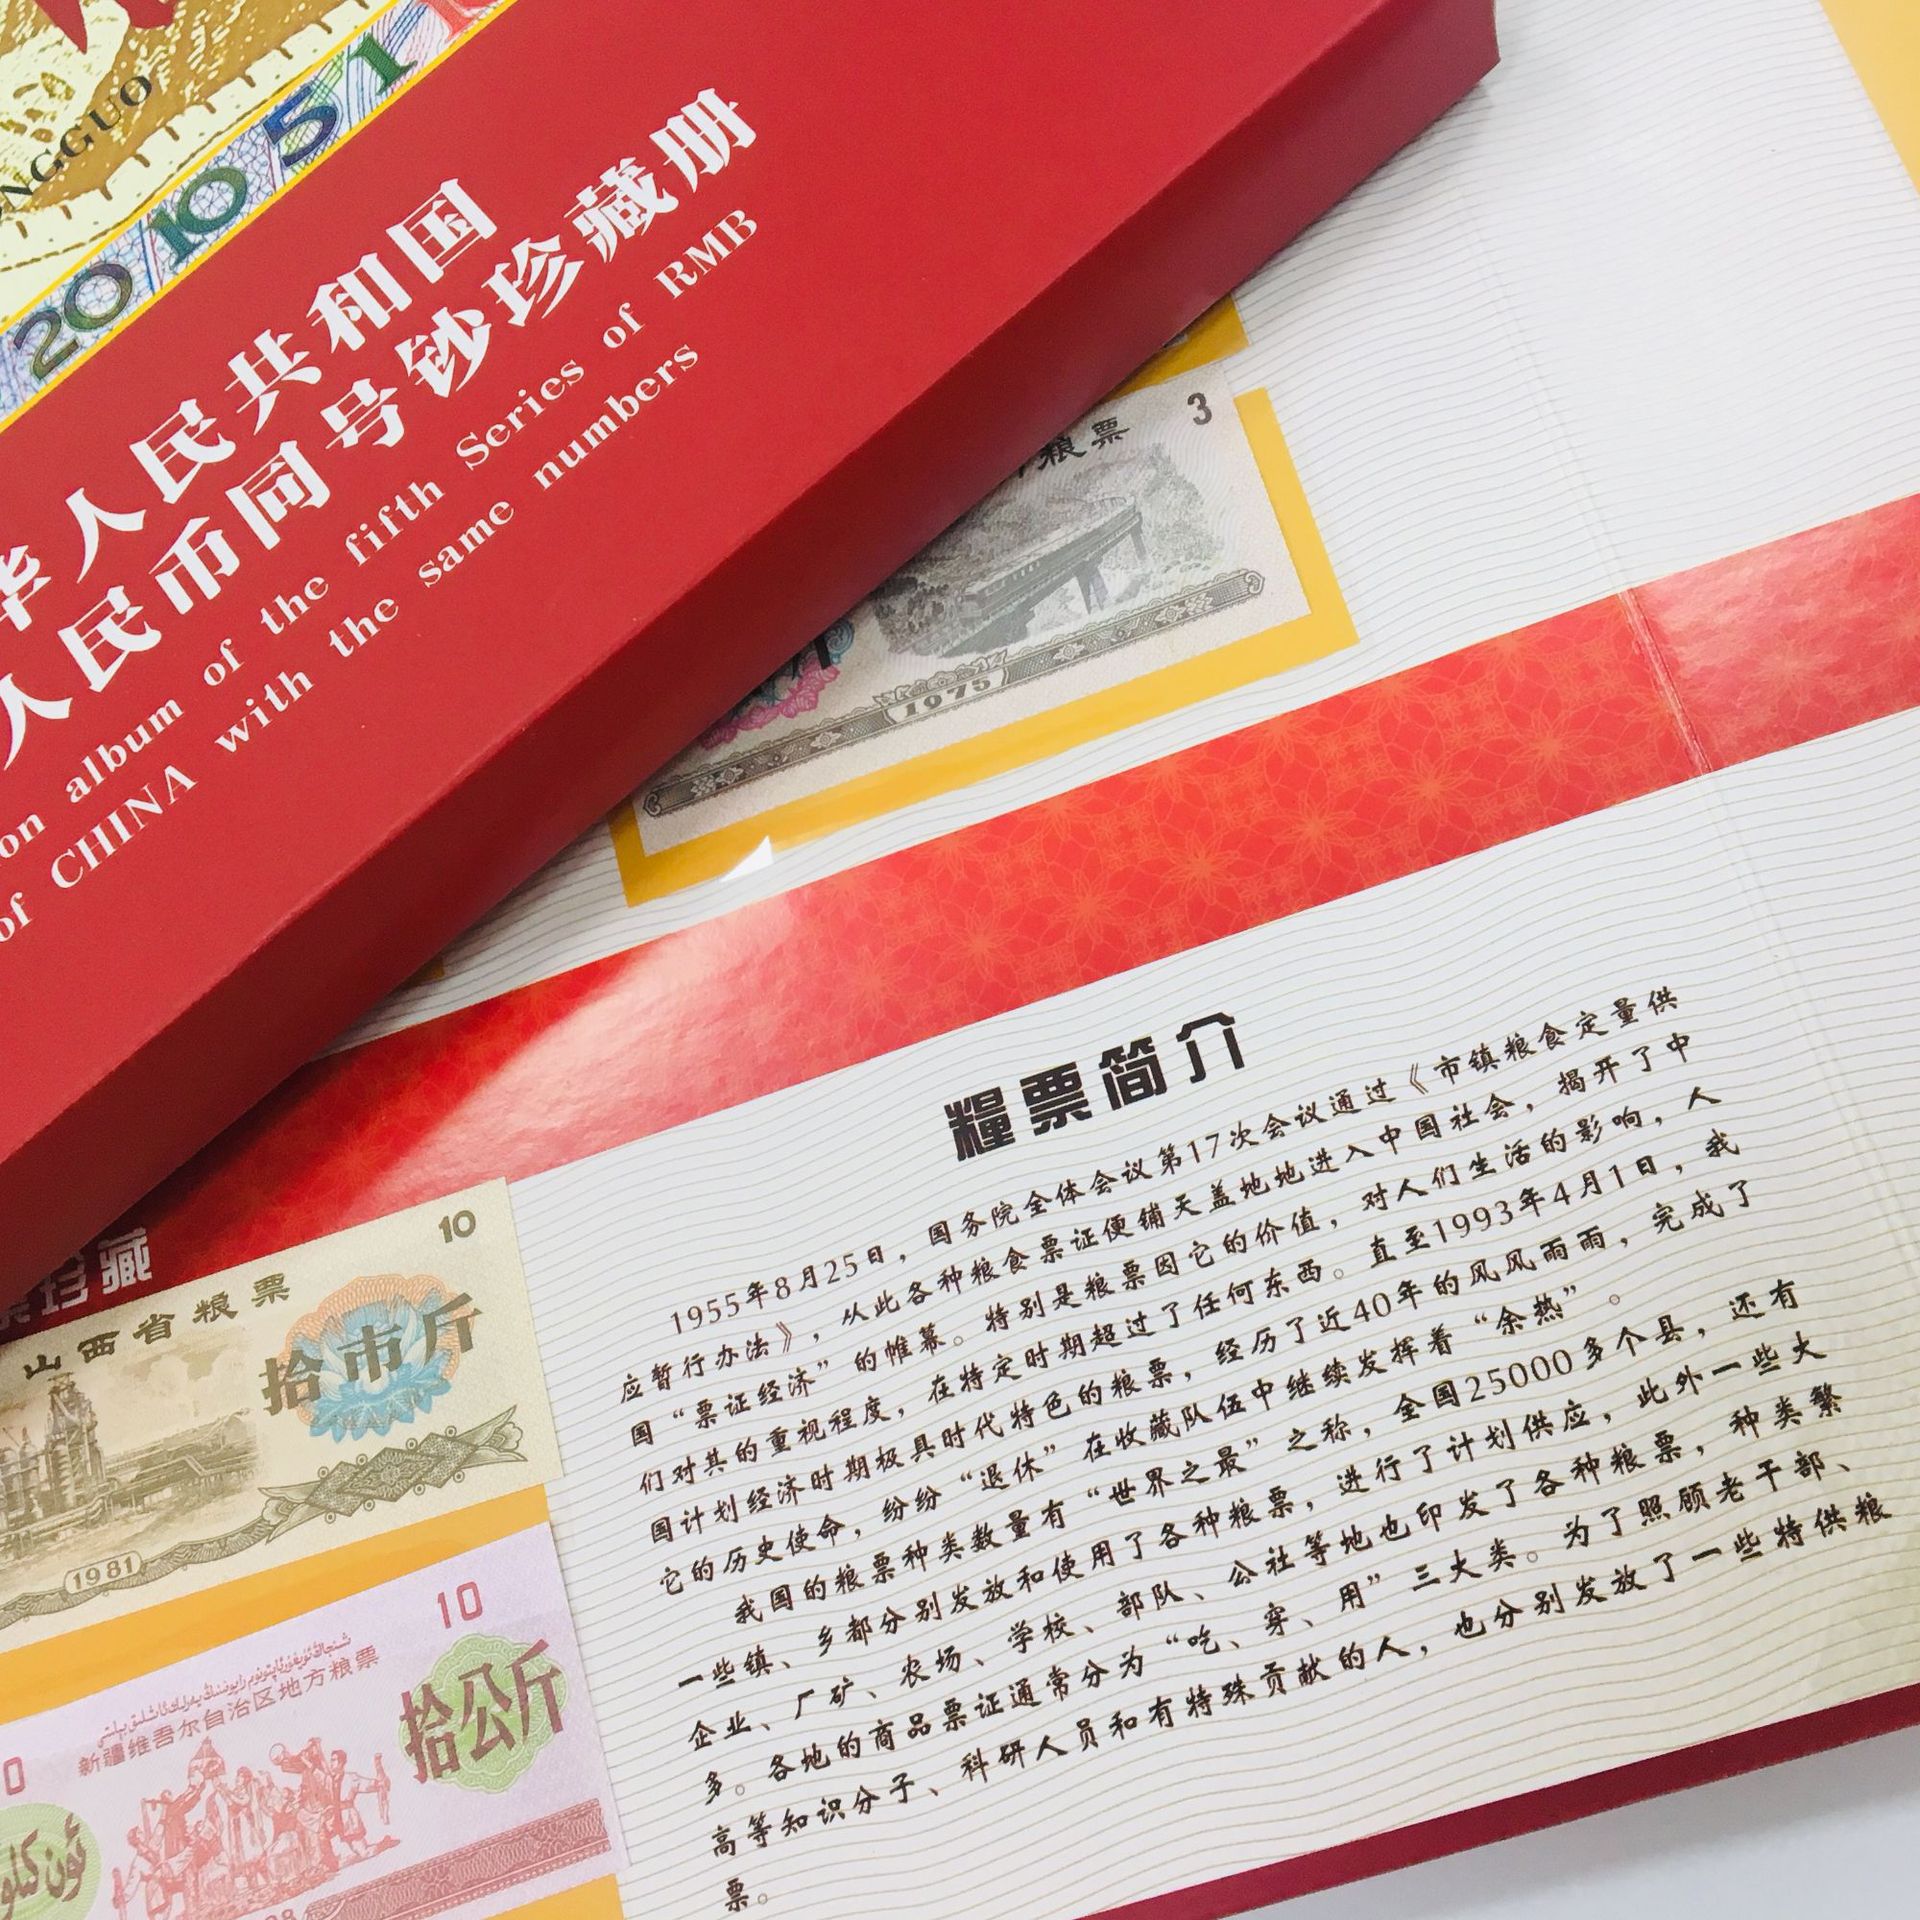 NGGUO
20 10 5 1
华人民共和国
人民币同号钞珍藏册
on album of the fifth Series of RMB
of CHINA with the same numbers
3
粮票
1975
珍藏
10
山西省粮票
拾市斤
1981
10
شىنجاڭ ئۇيغۇر ئاپتونوم رايونىنىڭ يەرلىك ئاشلىق بېلىتى
新疆维吾尔自治区地方粮票
拾公斤
0
ئون كىلو
88
糧票简介
1955年8月25日，国务院全体会议第17次会议通过《市镇粮食定量供
应暂行办法》，从此各种粮食票证便铺天盖地地进入中国社会，揭开了中
国“票证经济”的帷幕。特别是粮票因它的价值，对人们生活的影响，人
们对其的重视程度，在特定时期超过了任何东西。直至1993年4月1日，我
国计划经济时期极具时代特色的粮票，经历了近40年的风风雨雨，完成了
它的历史使命，纷纷“退休”在收藏队伍中继续发挥着“余热”。
我国的粮票种类数量有“世界之最”之称，全国25000多个县，还有
一些镇、乡都分别发放和使用了各种粮票，进行了计划供应，此外一些大
企业、厂矿、农场、学校、部队、公社等地也印发了各种粮票，种类繁
多。各地的商品票证通常分为“吃、穿、用”三大类。为了照顾老干部、
高等知识分子、科研人员和有特殊贡献的人，也分别发放了一些特供粮
票。